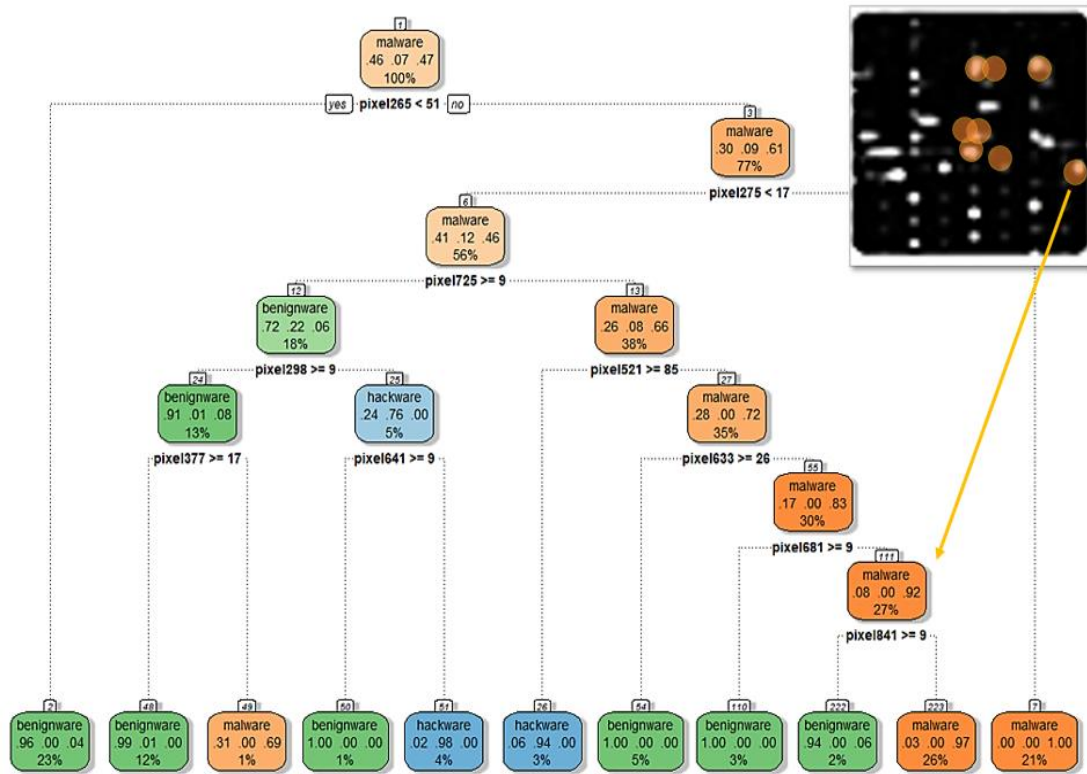 1
malware
.46 .07 .47
100%
yes pixel265 < 51 no
3
malware
.30 .09 .61
77%
pixel275 < 17
6
malware
.41 .12 .46
56%
pixel725 >= 9
12
benignware
.72 .22 .06
18%
13
malware
.26 .08 .66
38%
pixel298 >= 9
pixel521 >= 85
24
benignware
.91 .01 .08
13%
25
hackware
.24 .76 .00
5%
27
malware
.28 .00 .72
35%
pixel377 >= 17
pixel641 >= 9
pixel633 >= 26
55
malware
.17 .00 .83
30%
pixel681 >= 9
111
malware
.08 .00 .92
27%
pixel841 >= 9
2
benignware
.96 .00 .04
23%
48
benignware
.99 .01 .00
12%
49
malware
.31 .00 .69
1%
50
benignware
1.00 .00 .00
1%
51
hackware
.02 .98 .00
4%
26
hackware
.06 .94 .00
3%
54
benignware
1.00 .00 .00
5%
110
benignware
1.00 .00 .00
3%
222
benignware
.94 .00 .06
2%
223
malware
.03 .00 .97
26%
7
malware
.00 .00 1.00
21%